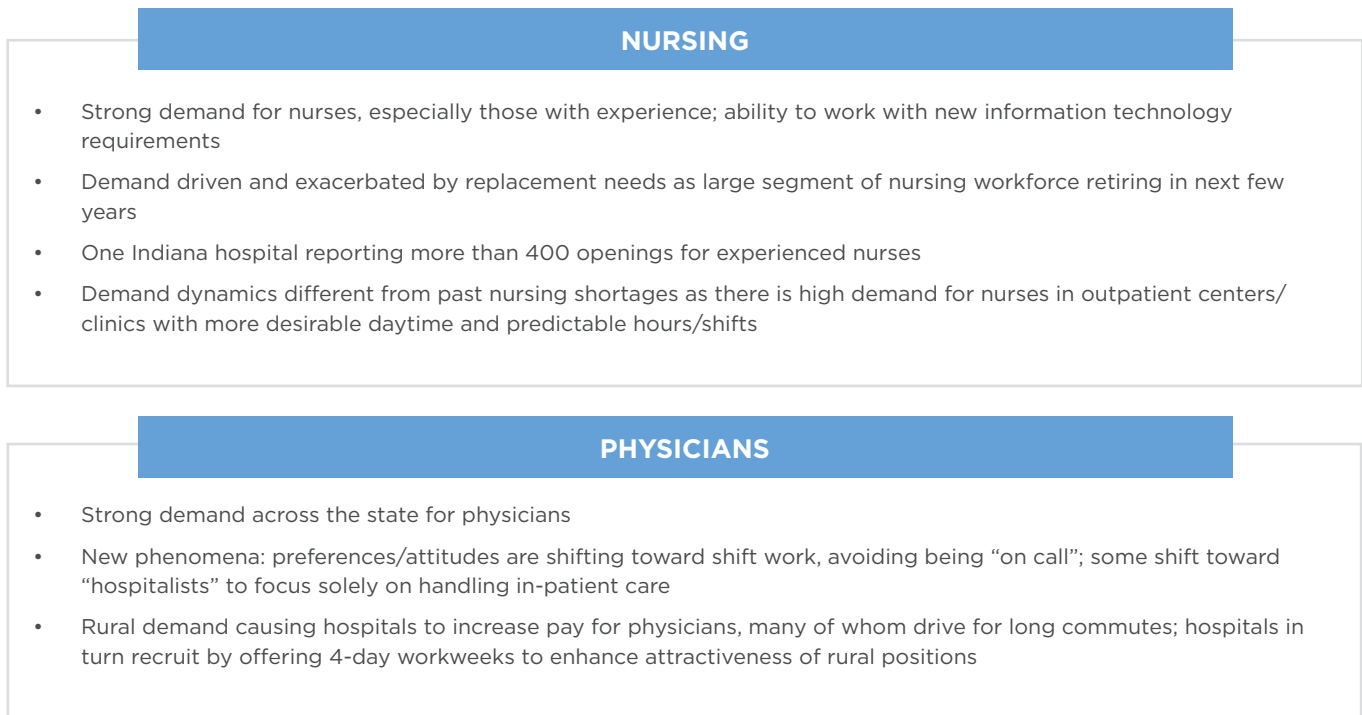 NURSING
• Strong demand for nurses, especially those with experience; ability to work with new information technology
requirements
• Demand driven and exacerbated by replacement needs as large segment of nursing workforce retiring in next few
years
• One Indiana hospital reporting more than 400 openings for experienced nurses
• Demand dynamics different from past nursing shortages as there is high demand for nurses in outpatient centers/
clinics with more desirable daytime and predictable hours/shifts
PHYSICIANS
• Strong demand across the state for physicians
• New phenomena: preferences/attitudes are shifting toward shift work, avoiding being “on call”; some shift toward
“hospitalists” to focus solely on handling in-patient care
• Rural demand causing hospitals to increase pay for physicians, many of whom drive for long commutes; hospitals in
turn recruit by offering 4-day workweeks to enhance attractiveness of rural positions